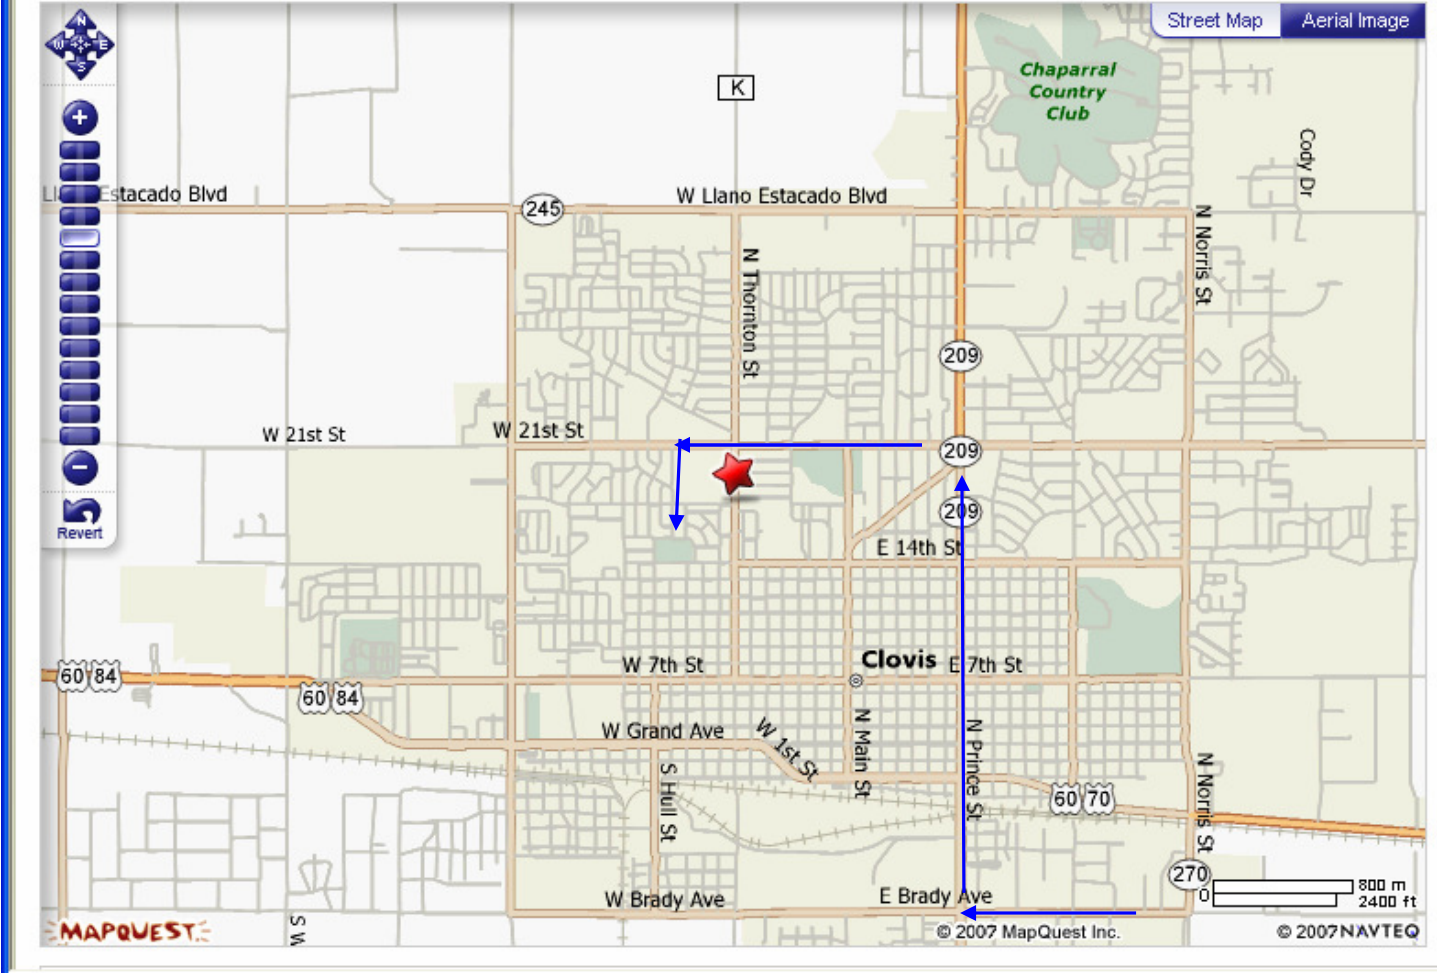 Street Map
Aerial Image
N
W
E
S
K
Chaparral
Country
Club
Cody Dr
Estacado Blvd
245
W Llano Estacado Blvd
N Norris St
N Thornton St
209
W 21st St
W 21st St
209
209
Revert
E 14th St
W 7th St
Clovis
E 7th St
60 84
60 84
W Grand Ave
W 1st St
N Main St
N Prince St
N Norris St
S Hull St
60 70
270
W Brady Ave
E Brady Ave
0
800 m
2400 ft
S W
MAPQUEST
© 2007 MapQuest Inc.
© 2007 NAVTEQ